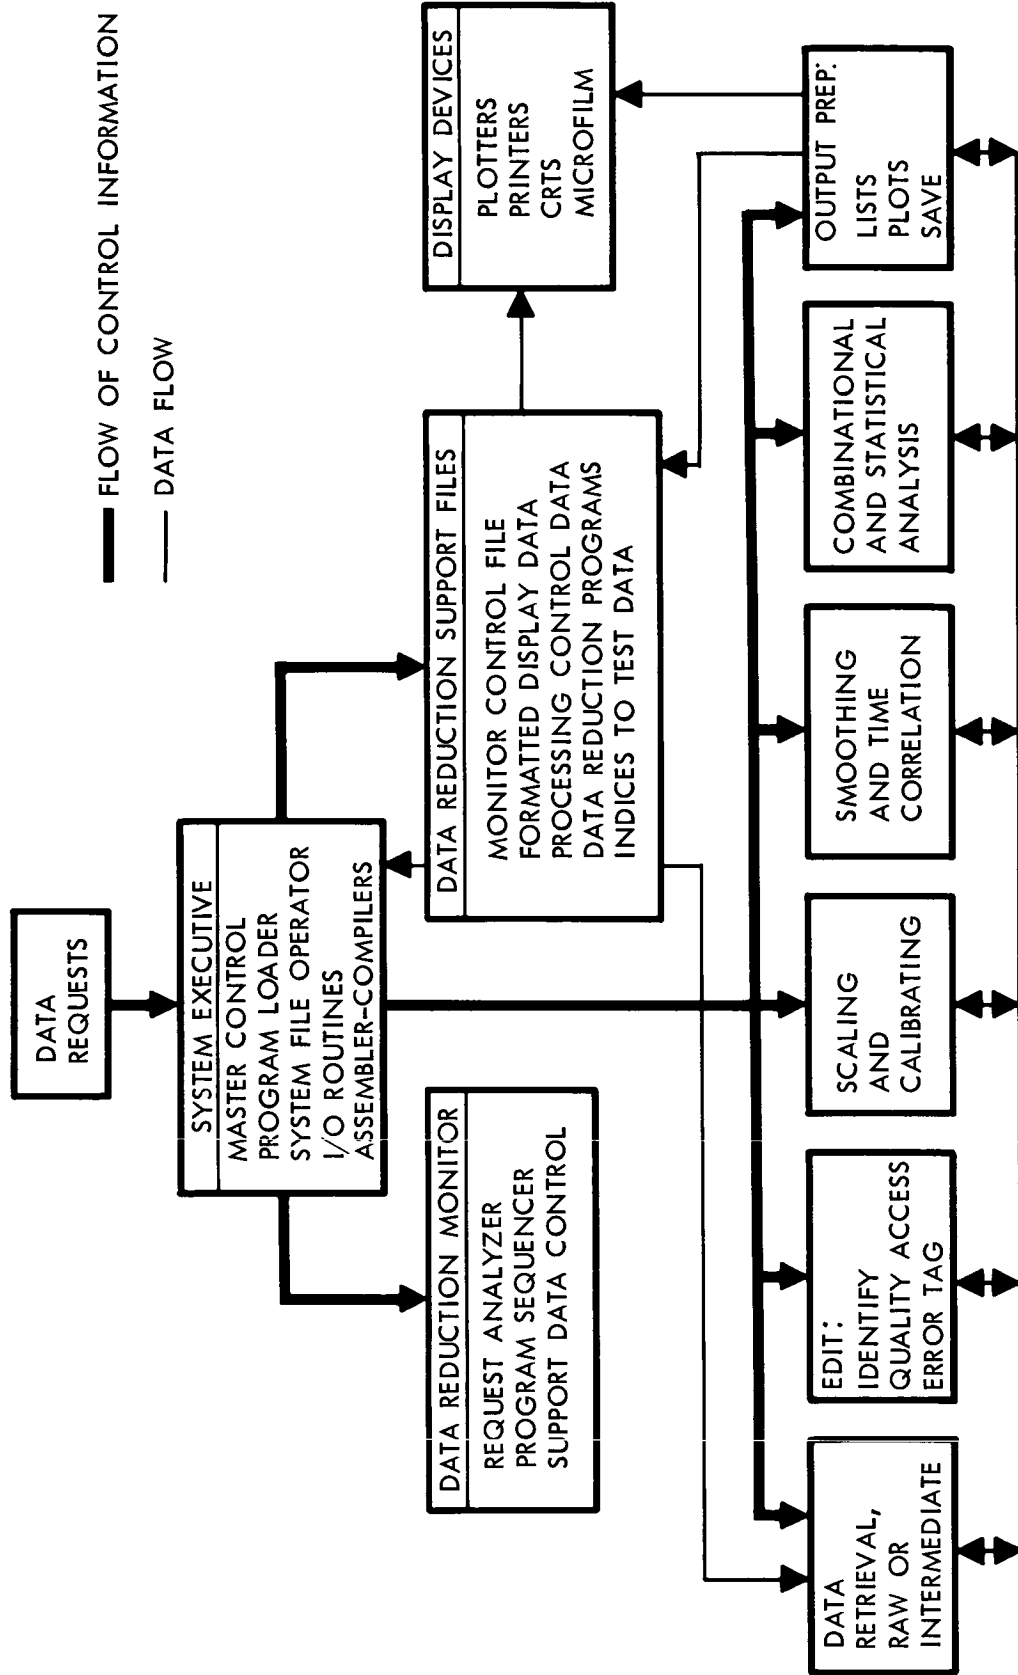 FLOW OF CONTROL INFORMATION
DATA FLOW
DATA
REQUESTS
SYSTEM EXECUTIVE
MASTER CONTROL
PROGRAM LOADER
SYSTEM FILE OPERATOR
I/O ROUTINES
ASSEMBLER-COMPILERS
DATA REDUCTION MONITOR
REQUEST ANALYZER
PROGRAM SEQUENCER
SUPPORT DATA CONTROL
DATA REDUCTION SUPPORT FILES
MONITOR CONTROL FILE
FORMATTED DISPLAY DATA
PROCESSING CONTROL DATA
DATA REDUCTION PROGRAMS
INDICES TO TEST DATA
DISPLAY DEVICES
PLOTTERS
PRINTERS
CRTS
MICROFILM
DATA
RETRIEVAL,
RAW OR
INTERMEDIATE
EDIT:
IDENTIFY
QUALITY ACCESS
ERROR TAG
SCALING
AND
CALIBRATING
SMOOTHING
AND TIME
CORRELATION
COMBINATIONAL
AND STATISTICAL
ANALYSIS
OUTPUT PREP:
LISTS
PLOTS
SAVE